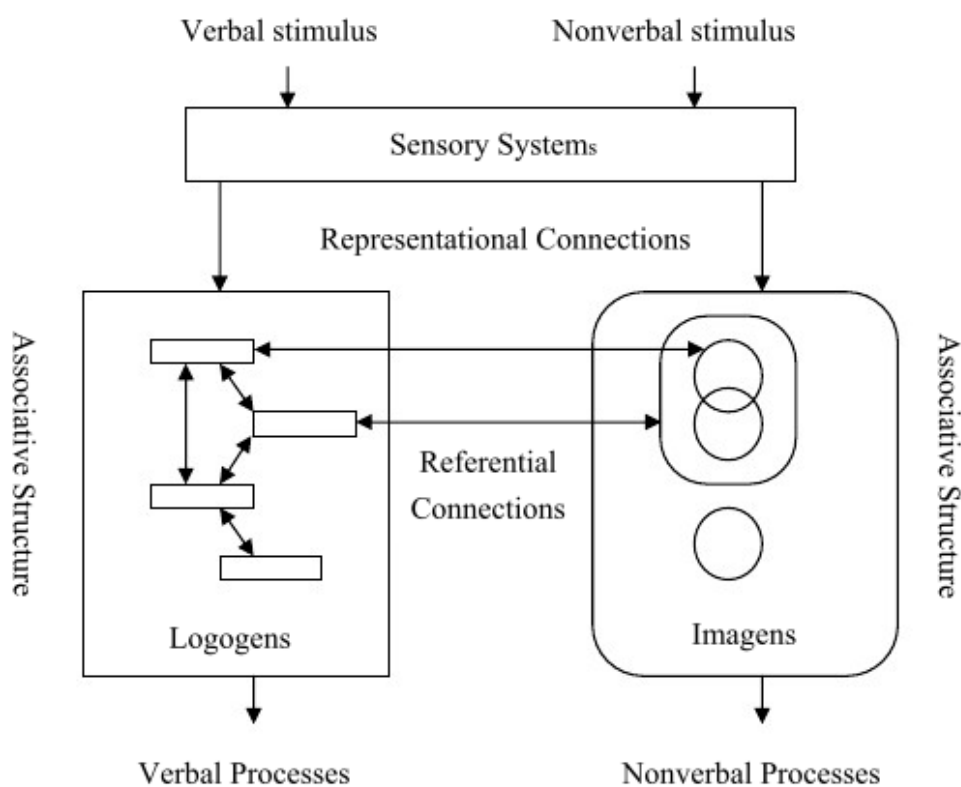 Verbal stimulus
Nonverbal stimulus
Sensory Systems
Representational Connections
Associative Structure
Associative Structure
Referential
Connections
Logogens
Imagens
Verbal Processes
Nonverbal Processes